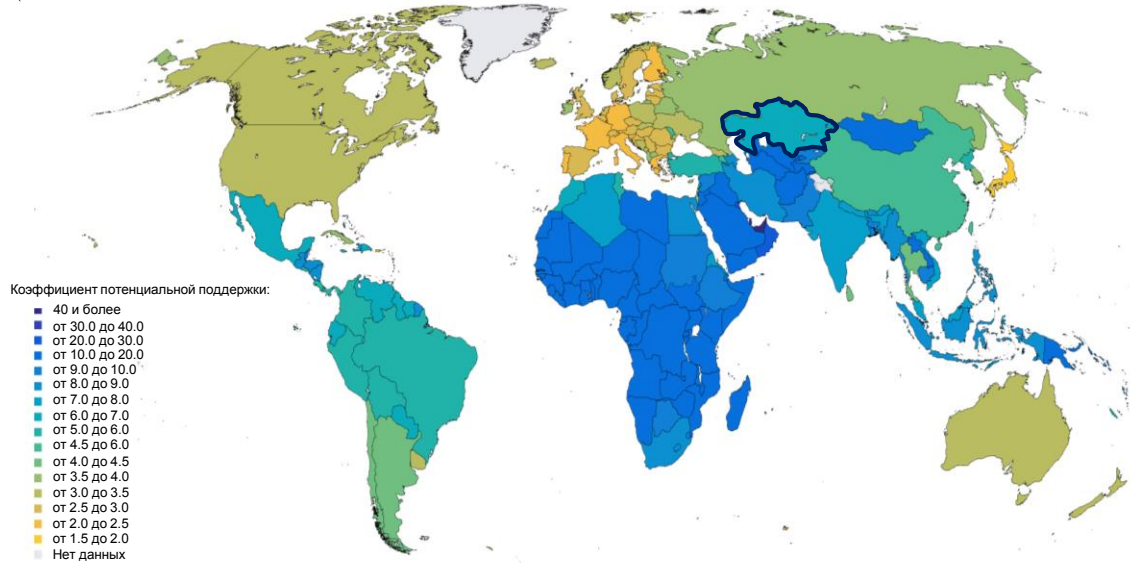 Коэффициент потенциальной поддержки:
40 и более
от 30.0 до 40.0
от 20.0 до 30.0
от 10.0 до 20.0
от 9.0 до 10.0
от 8.0 до 9.0
от 7.0 до 8.0
от 6.0 до 7.0
от 5.0 до 6.0
от 4.5 до 6.0
от 4.0 до 4.5
от 3.5 до 4.0
от 3.0 до 3.5
от 2.5 до 3.0
от 2.0 до 2.5
от 1.5 до 2.0
Нет данных